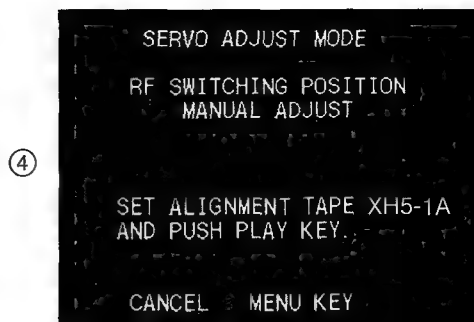 SERVO ADJUST MODE
RF SWITCHING POSITION
MANUAL ADJUST
④
SET ALIGNMENT TAPE XH5-1A
AND PUSH PLAY KEY.
CANCEL : MENU KEY